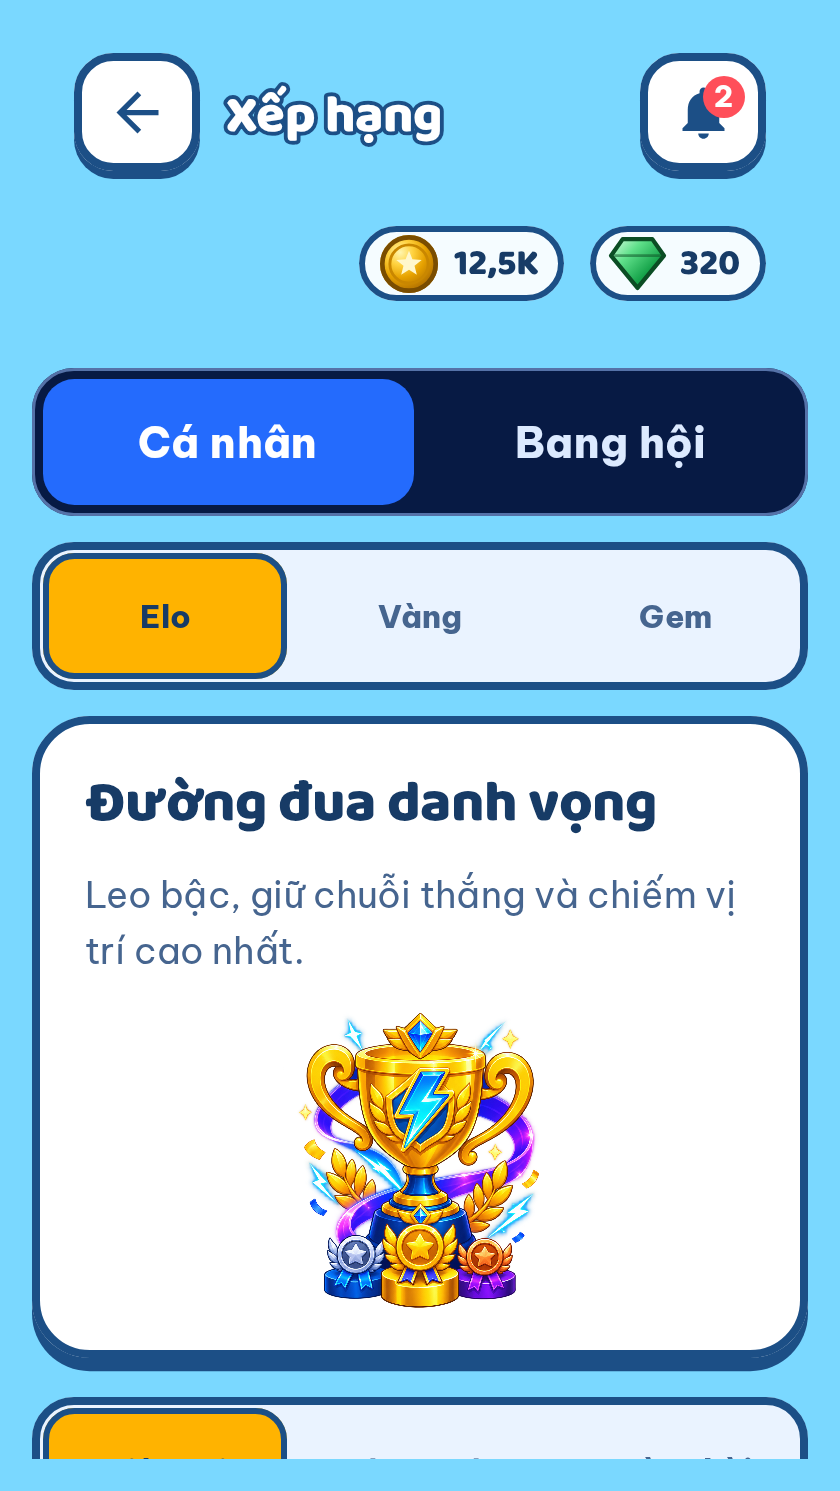 Xếp hạng
2
12,5K
320
Cá nhân
Bang hội
Elo
Vàng
Gem
Đường đua danh vọng
Leo bậc, giữ chuỗi thắng và chiếm vị
trí cao nhất.